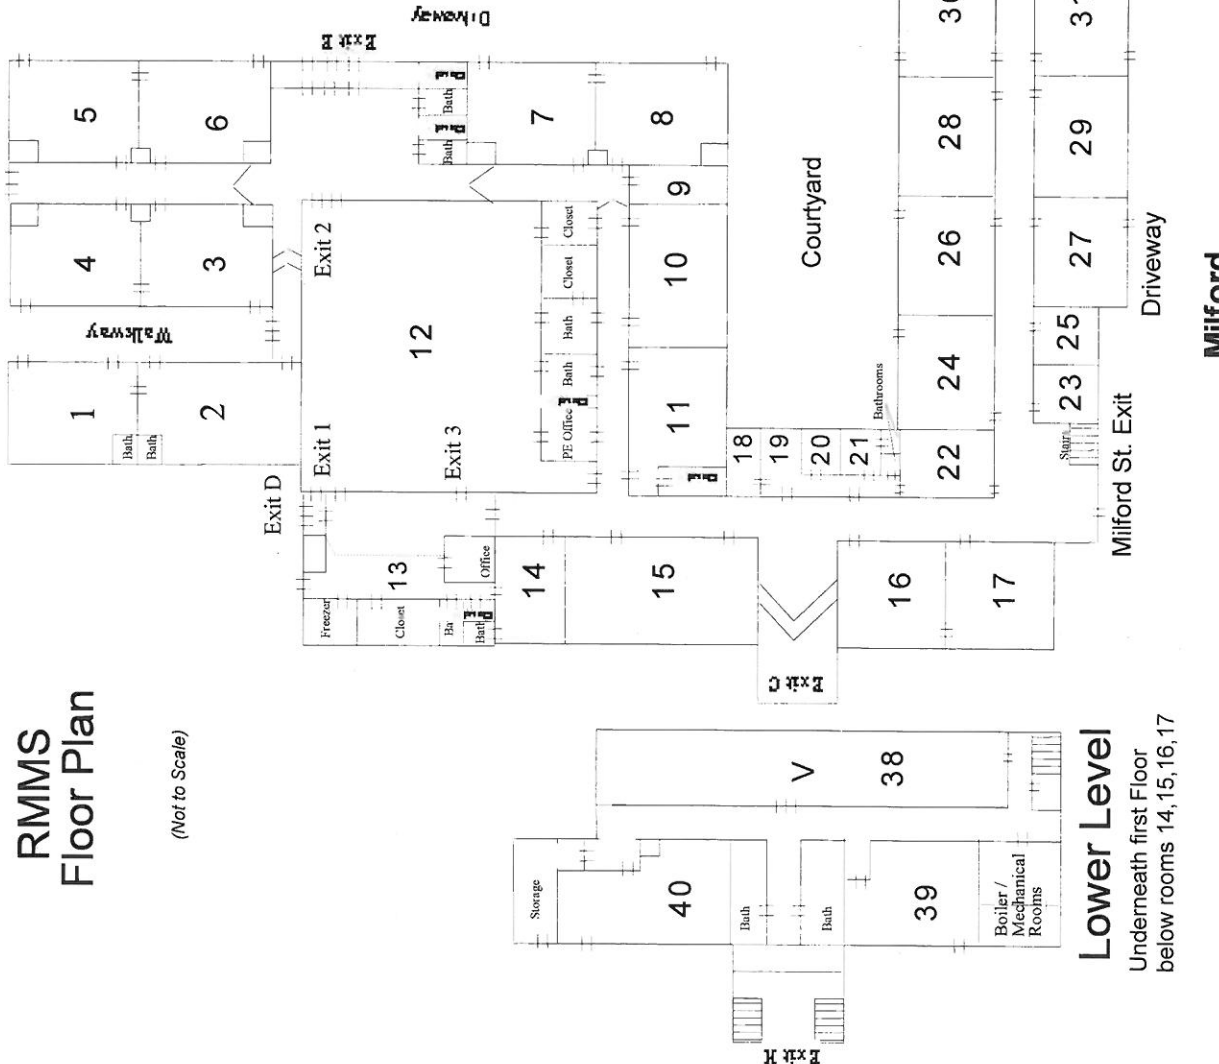 RMMS
Floor Plan
(Not to Scale)
1
4
5
Walkway
Bath
Bath
2
3
6
Exit D
Exit 1
Exit 2
Exit E
Driveway
Freezer
Closet
Bath
Office
13
12
Exit 3
Bath
Bath
PE Office
Bath
Bath
Closet
Closet
7
8
9
10
11
14
15
Exit C
Courtyard
18
19
20
21
Bathrooms
16
17
22
24
26
28
30
Stair
23
25
27
29
31
Milford St. Exit
Driveway
Milford
Storage
40
Bath
Bath
V
38
39
Exit H
Boiler /
Mechanical
Rooms
Lower Level
Underneath first Floor
below rooms 14,15,16,17